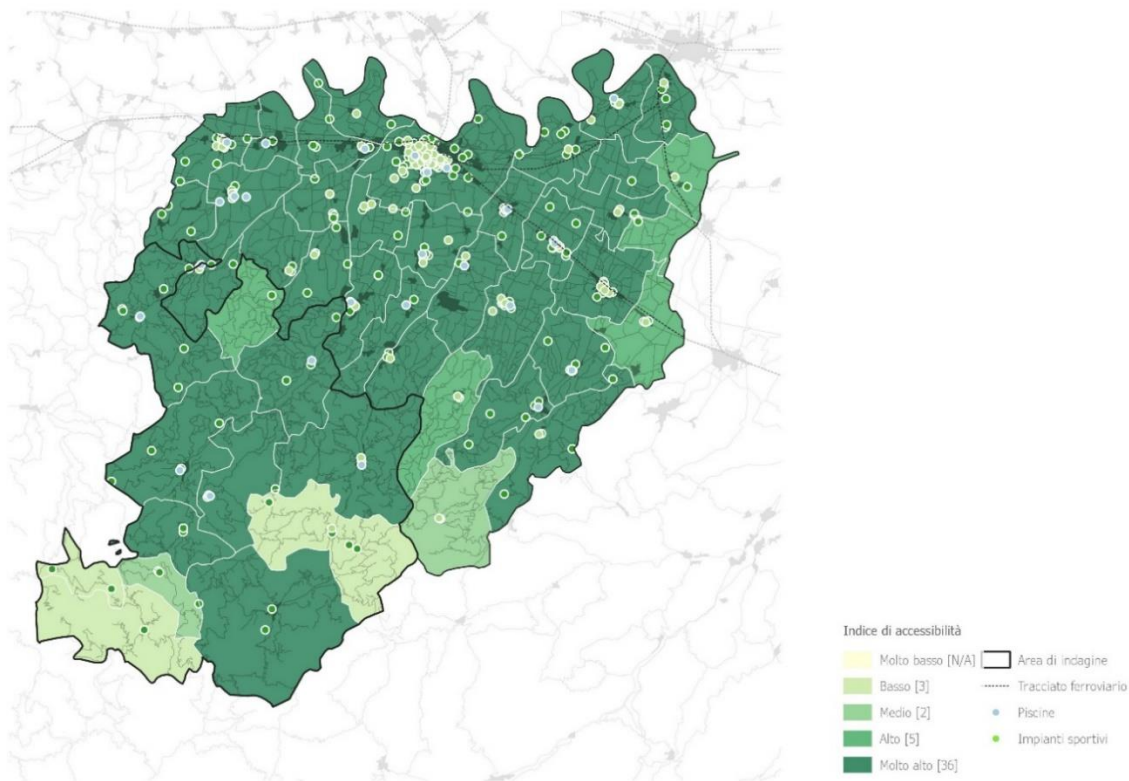 Indice di accessibilità
Molto basso [N/A]
Basso [3]
Medio [2]
Alto [5]
Molto alto [36]
Area di indagine
Tracciato ferroviario
Piscine
Impianti sportivi